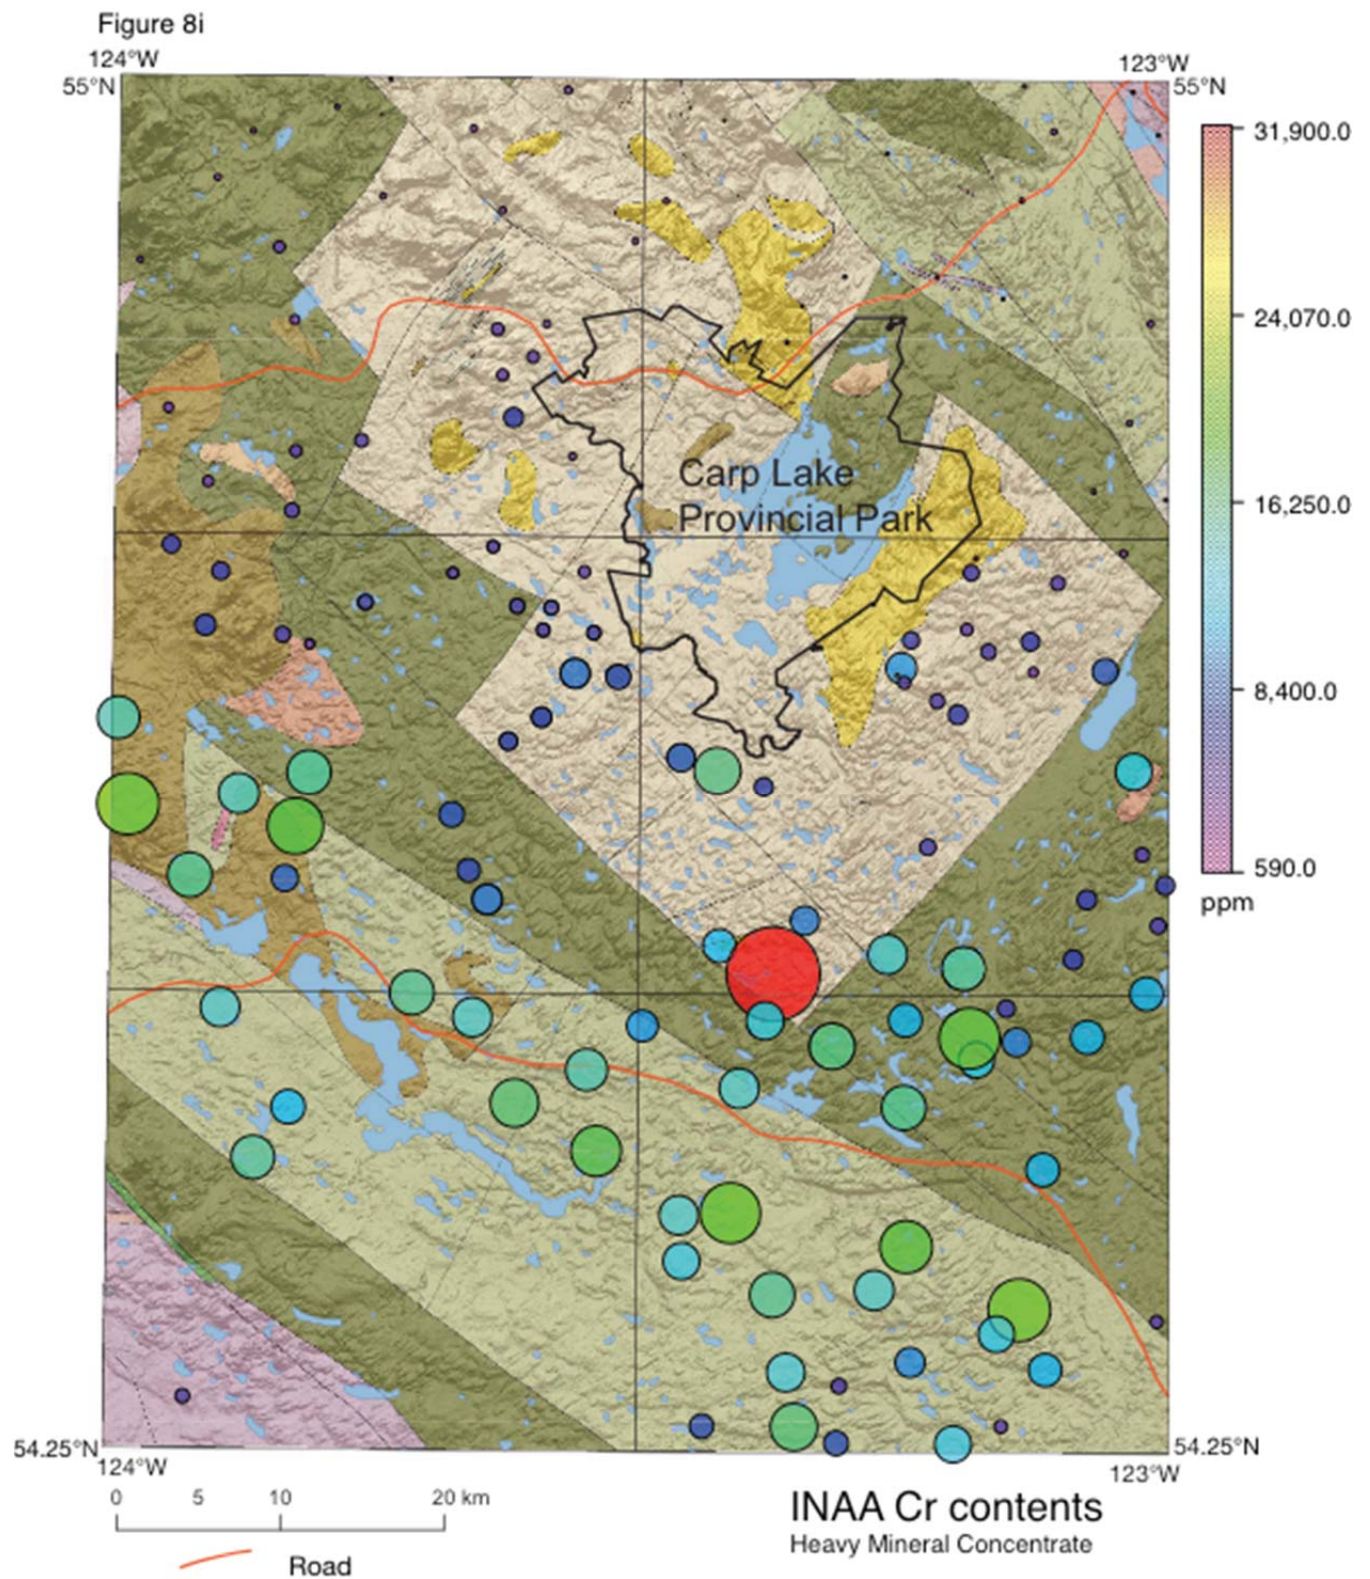 Figure 8i
124°W
123°W
55°N
55°N
31,900.0
24,070.0
Carp Lake
Provincial Park
16,250.0
8,400.0
590.0
ppm
54.25°N
54.25°N
124°W
123°W
0 5 10 20 km
INAA Cr contents
Heavy Mineral Concentrate
Road